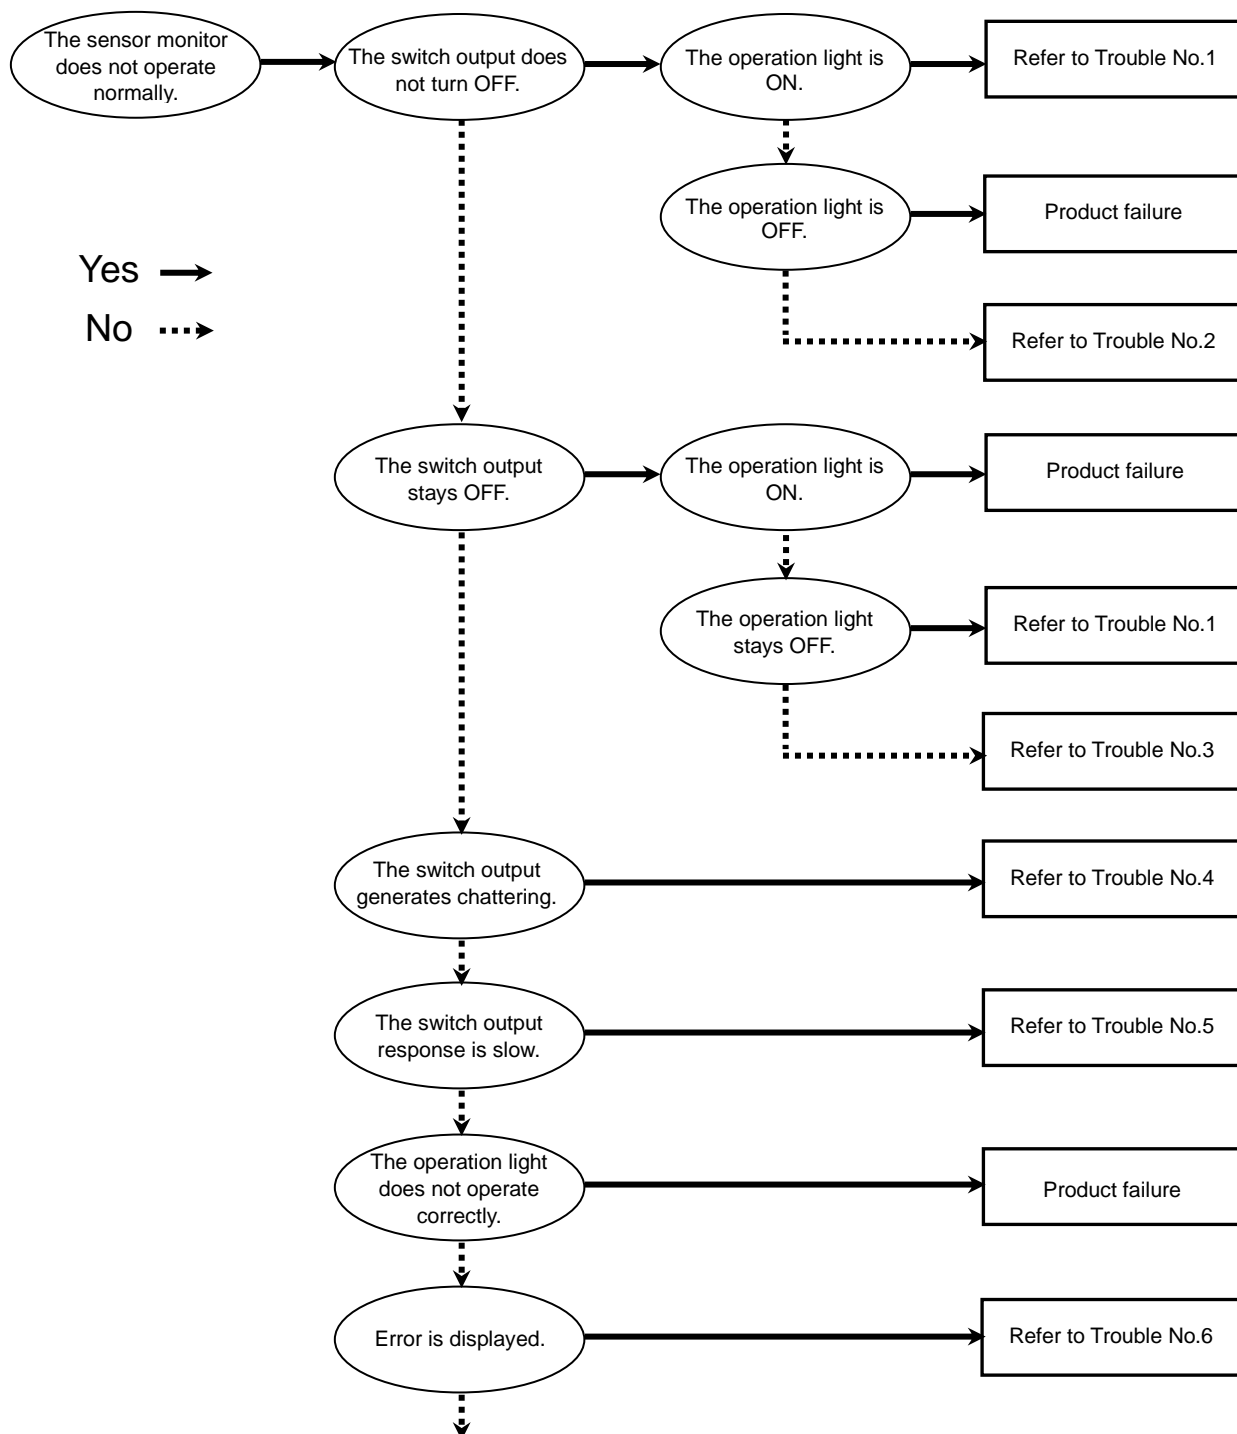 The sensor monitor
does not operate
normally.
The switch output does
not turn OFF.
The operation light is
ON.
Refer to Trouble No.1
The operation light is
OFF.
Product failure
Yes
No
Refer to Trouble No.2
The switch output
stays OFF.
The operation light is
ON.
Product failure
The operation light
stays OFF.
Refer to Trouble No.1
Refer to Trouble No.3
The switch output
generates chattering.
Refer to Trouble No.4
The switch output
response is slow.
Refer to Trouble No.5
The operation light
does not operate
correctly.
Product failure
Error is displayed.
Refer to Trouble No.6